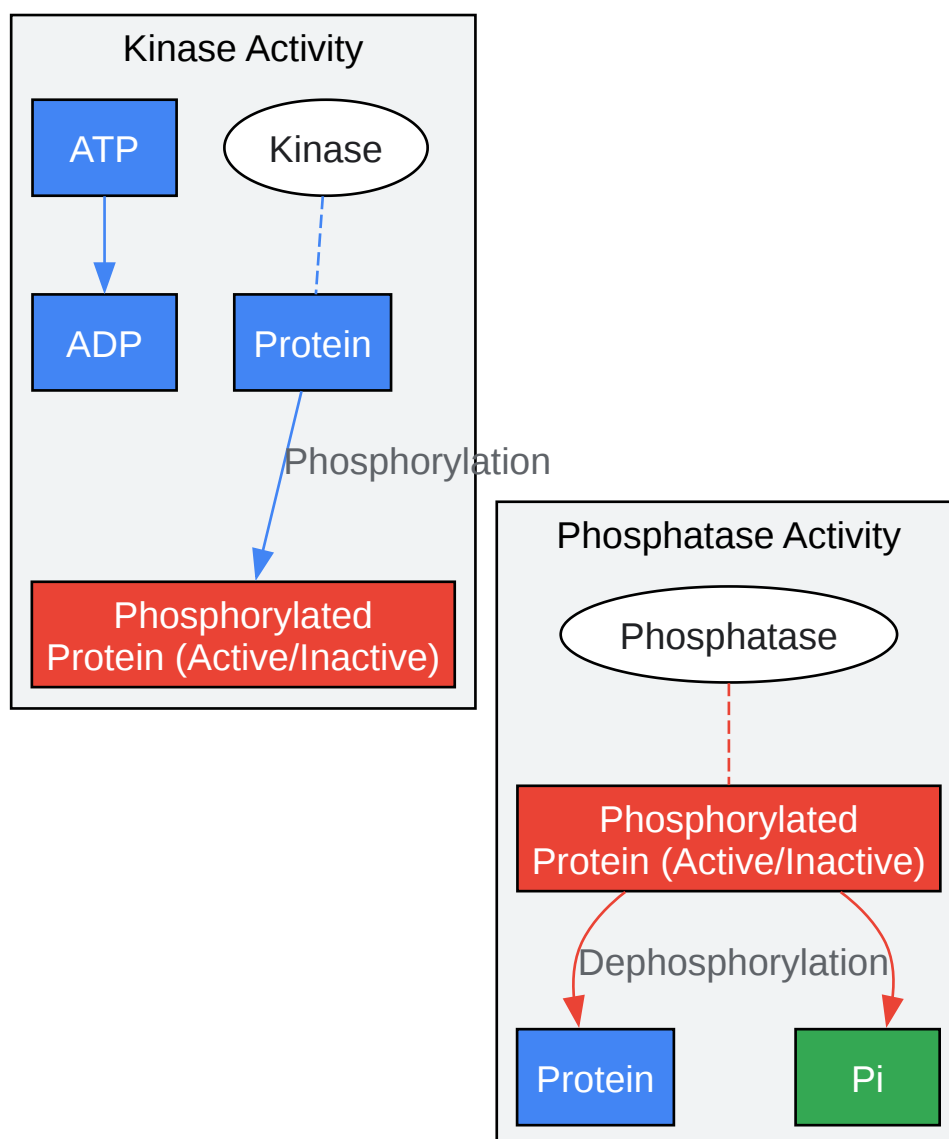 Kinase Activity
ATP
Kinase
ADP
Protein
Phosphorylation
Phosphorylated
Protein (Active/Inactive)
Phosphatase Activity
Phosphatase
Phosphorylated
Protein (Active/Inactive)
Dephosphorylation
Protein
Pi